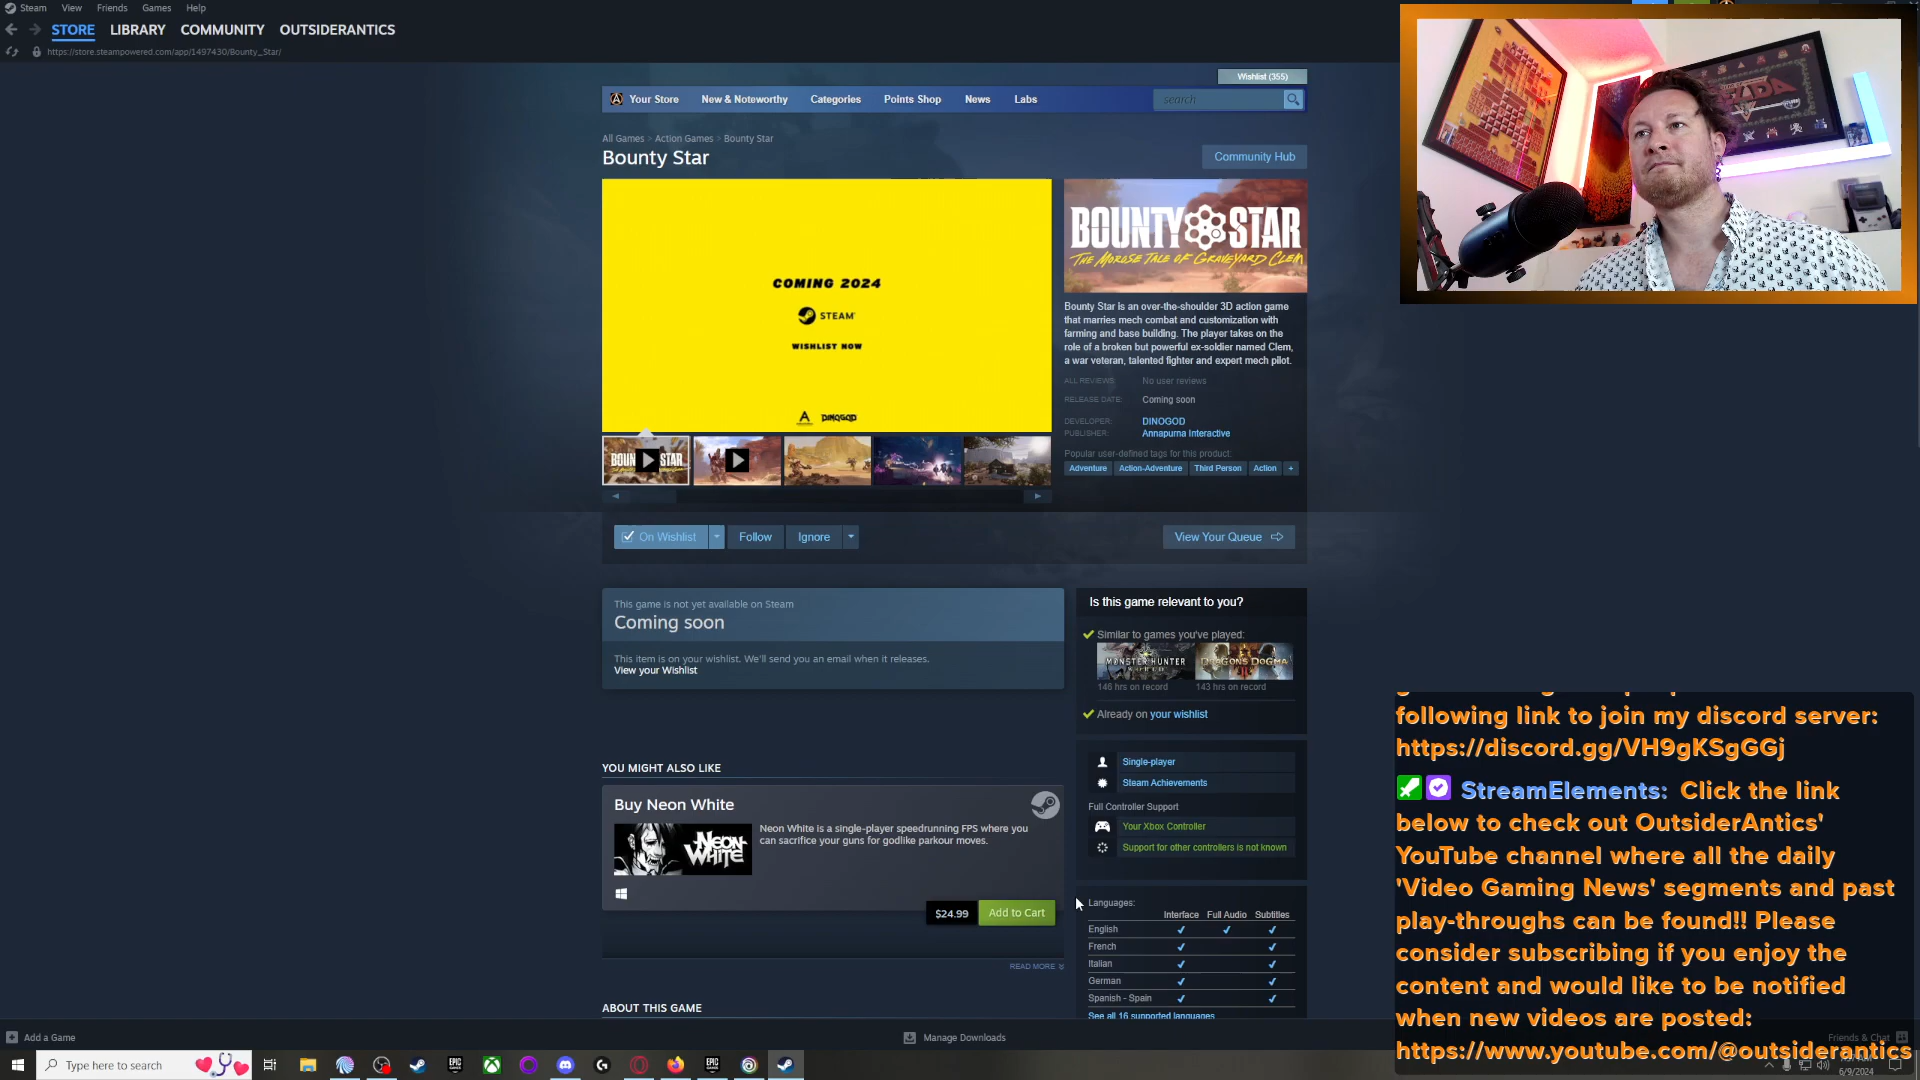 Steam View Friends Games Help
STORE LIBRARY COMMUNITY OUTSIDERANTICS
https://store.steampowered.com/app/1497430/Bounty_Star/
Wishlist (355)
Your Store New & Noteworthy Categories Points Shop News Labs search
All Games > Action Games > Bounty Star
Bounty Star
Community Hub
COMING 2024
STEAM
WISHLIST NOW
DINOGOD
BOUNTY STAR
THE MOROSE TALE OF GRAVEYARD CLEM
Bounty Star is an over-the-shoulder 3D action game
that marries mech combat and customization with
farming and base building. The player takes on the
role of a broken but powerful ex-soldier named Clem,
a war veteran, talented fighter and expert mech pilot.
ALL REVIEWS: No user reviews
RELEASE DATE: Coming soon
DEVELOPER: DINOGOD
PUBLISHER: Annapurna Interactive
Popular user-defined tags for this product:
Adventure Action-Adventure Third Person Action +
On Wishlist Follow Ignore View Your Queue
This game is not yet available on Steam
Coming soon
This item is on your wishlist. We'll send you an email when it releases.
View your Wishlist
Is this game relevant to you?
Similar to games you've played:
MONSTER HUNTER WORLD DRAGONS DOGMA
146 hrs on record 143 hrs on record
Already on your wishlist
Single-player
Steam Achievements
Full Controller Support
Your Xbox Controller
Support for other controllers is not known
YOU MIGHT ALSO LIKE
Buy Neon White
NEON WHITE
Neon White is a single-player speedrunning FPS where you
can sacrifice your guns for godlike parkour moves.
$24.99 Add to Cart
READ MORE
ABOUT THIS GAME
Languages:
Interface Full Audio Subtitles
English
French
Italian
German
Spanish - Spain
See all 16 supported languages
following link to join my discord server:
https://discord.gg/VH9gKSgGGj
StreamElements: Click the link
below to check out OutsiderAntics'
YouTube channel where all the daily
'Video Gaming News' segments and past
play-throughs can be found!! Please
consider subscribing if you enjoy the
content and would like to be notified
when new videos are posted:
https://www.youtube.com/@outsiderantics
Add a Game Manage Downloads Friends & Chat
Type here to search
6/9/2024